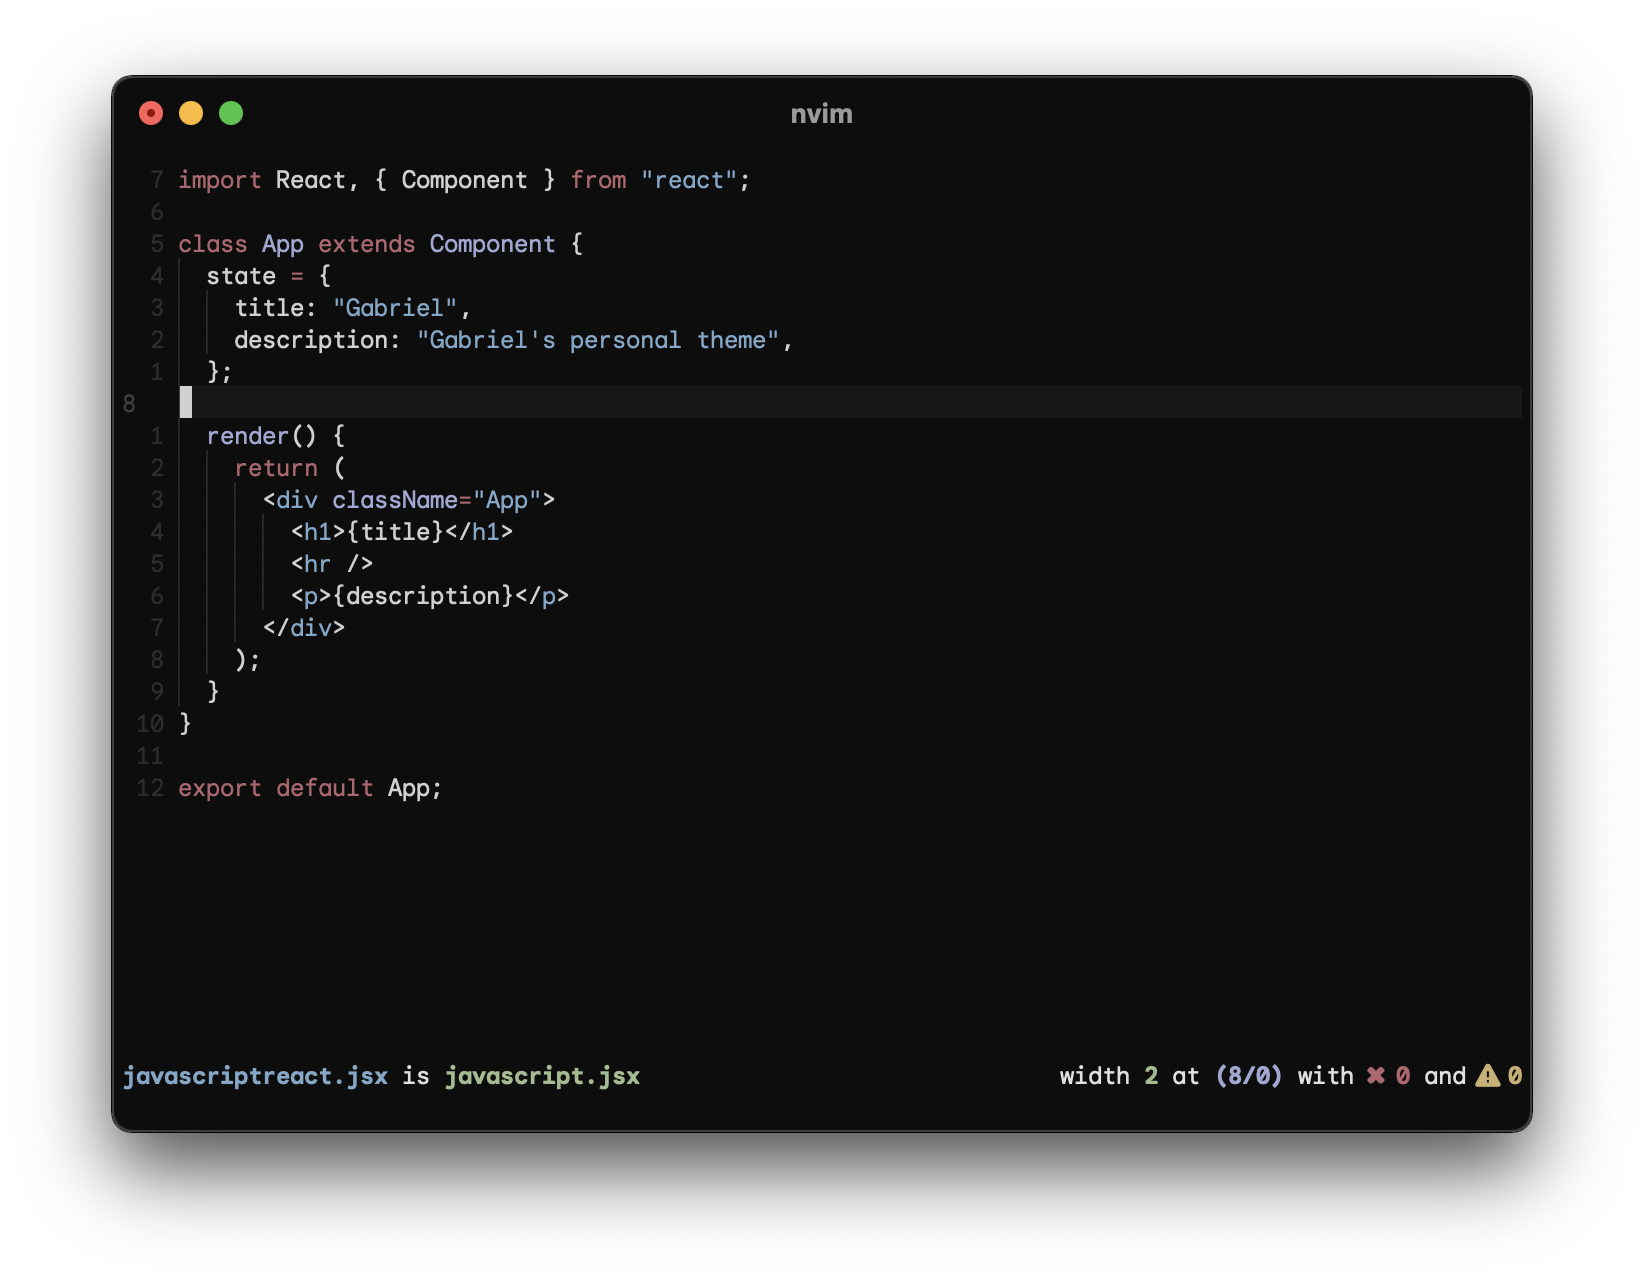 nvim
7 import React, { Component } from "react";
6
5 class App extends Component {
4   state = {
3     title: "Gabriel",
2     description: "Gabriel's personal theme",
1   };
8
1   render() {
2     return (
3       <div className="App">
4         <h1>{title}</h1>
5         <hr />
6         <p>{description}</p>
7       </div>
8     );
9   }
10 }
11
12 export default App;
javascriptreact.jsx is javascript.jsx width 2 at (8/0) with ✖ 0 and ⚠ 0